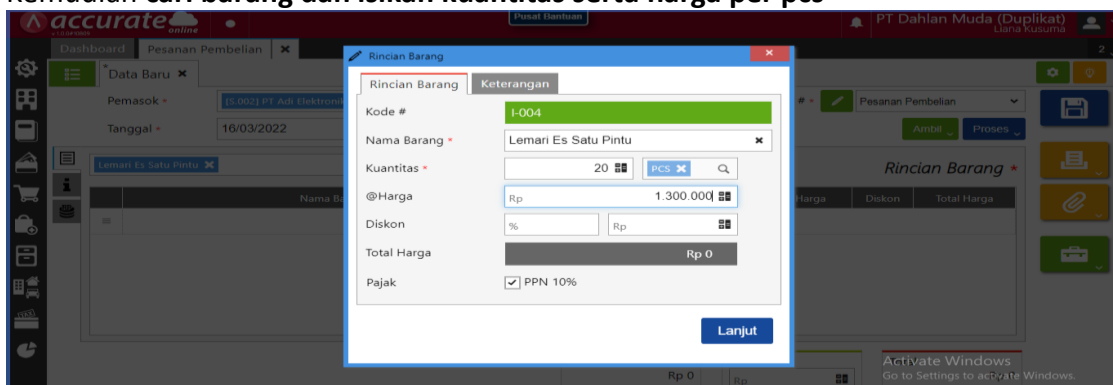 Kemudian cari barang dan isikan kuantitas serta harga per pcs
accurate online
Pusat Bantuan
PT Dahlan Muda (Duplikat)
Liana Kusuma
Dashboard
Pesanan Pembelian
2
*Data Baru
Pemasok *
[S.002] PT Adi Elektronik
# *
Pesanan Pembelian
Tanggal *
16/03/2022
Ambil
Proses
Lemari Es Satu Pintu
Rincian Barang *
Nama Ba
Harga
Diskon
Total Harga
Rincian Barang
Rincian Barang
Keterangan
Kode #
I-004
Nama Barang *
Lemari Es Satu Pintu
Kuantitas *
20
PCS
@Harga
Rp 1.300.000
Diskon
%
Rp
Total Harga
Rp 0
Pajak
PPN 10%
Lanjut
Rp 0
Rp
Activate Windows
Go to Settings to activate Windows.